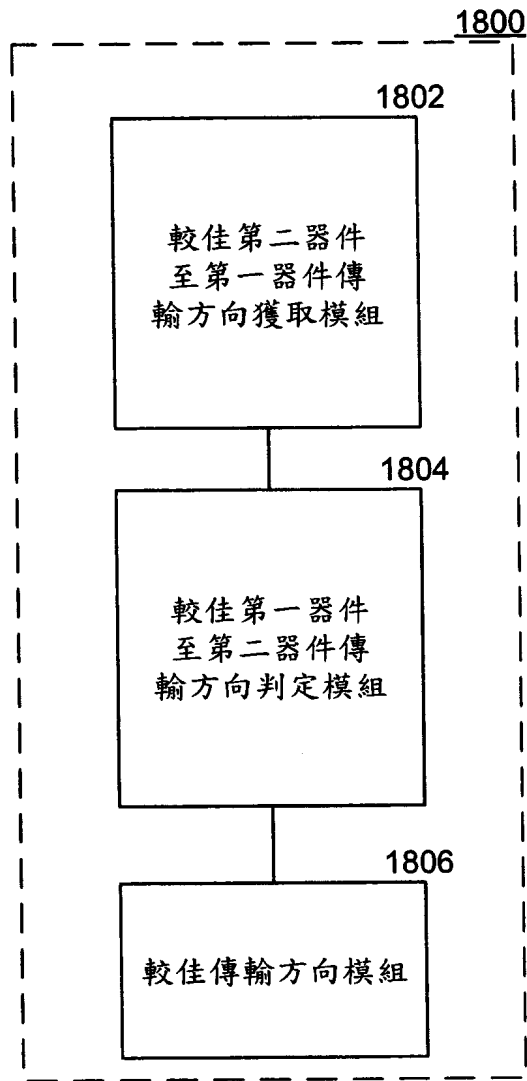 1800
1802
較佳第二器件
至第一器件傳
輸方向獲取模組
1804
較佳第一器件
至第二器件傳
輸方向判定模組
1806
較佳傳輸方向模組